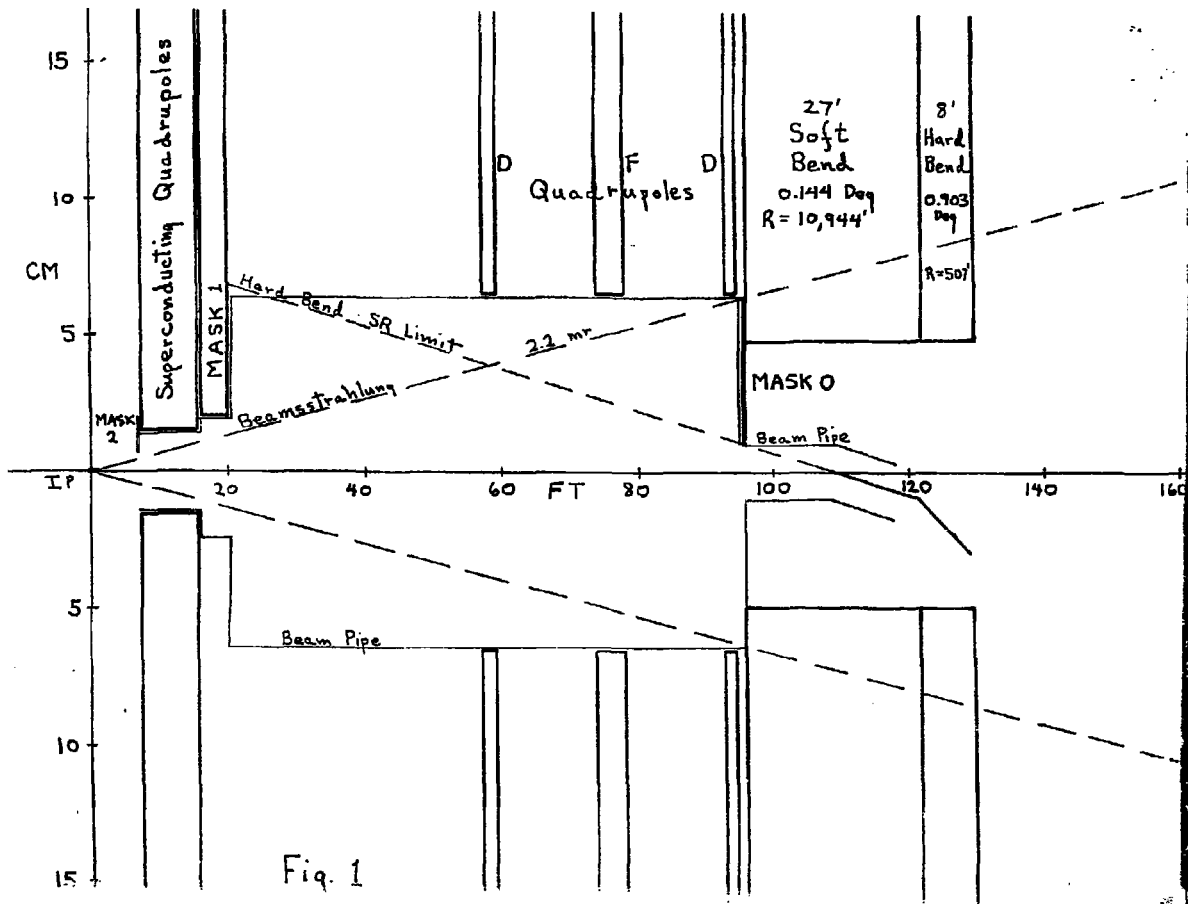 15
10
CM
5
5
10
15
Superconducting Quadrupoles
MASK 1
MASK
2
D
F
D
Quadrupoles
27'
Soft
Bend
0.144 Deg
R = 10,944'
8'
Hard
Bend
0.903
Deg
R=507'
Hard Bend SR Limit
2.2 mr
Beamsstrahlung
MASK 0
Beam Pipe
IP
20
40
60
FT
80
100
120
140
160
Beam Pipe
Fig. 1